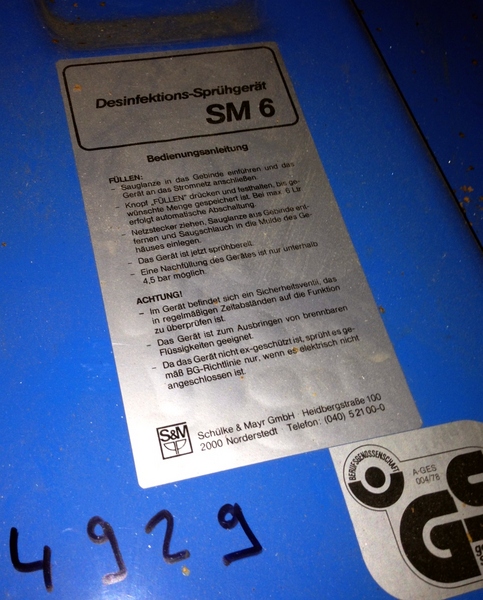 Desinfektions-Sprühgerät
SM 6
Bedienungsanleitung
FÜLLEN:
- Sauglanze in das Gebinde einführen und das
Gerät an das Stromnetz anschließen.
- Knopf „FÜLLEN" drücken und festhalten, bis ge-
wünschte Menge gespeichert ist. Bei max. 6 Ltr
erfolgt automatische Abschaltung.
- Netzstecker ziehen, Sauglanze aus Gebinde ent-
fernen und Saugschlauch in die Mulde des Ge-
häuses einlegen.
- Das Gerät ist jetzt sprühbereit.
- Eine Nachfüllung des Gerätes ist nur unterhalb
4,5 bar möglich.
ACHTUNG!
- Im Gerät befindet sich ein Sicherheitsventil, das
in regelmäßigen Zeitabständen auf die Funktion
zu überprüfen ist.
- Das Gerät ist zum Ausbringen von brennbaren
Flüssigkeiten geeignet.
- Da das Gerät nicht ex-geschützt ist, sprüht es ge-
mäß BG-Richtlinie nur, wenn es elektrisch nicht
angeschlossen ist.
S&M
Schülke & Mayr GmbH · Heidbergstraße 100
2000 Norderstedt · Telefon: (040) 5 21 00-0
BERUFSGENOSSENSCHAFT
A-GES
004/78
GS
4929